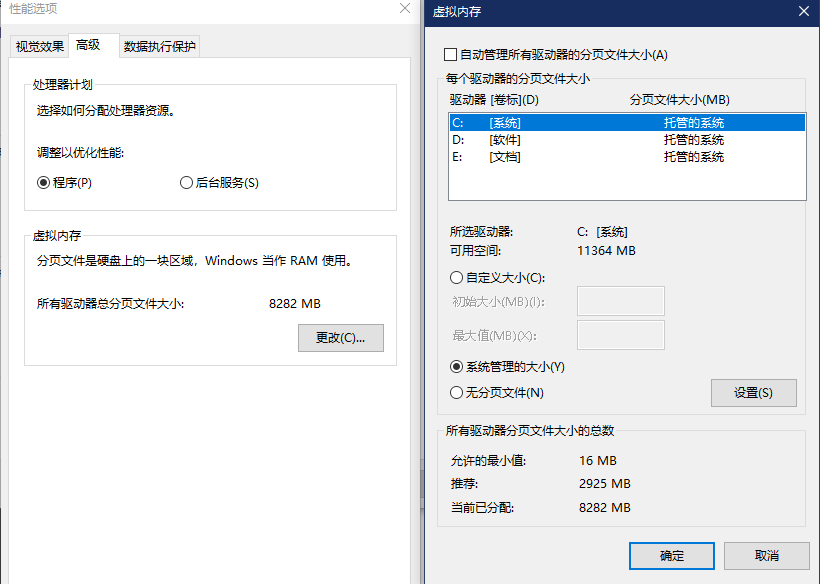 性能选项
视觉效果 高级 数据执行保护
处理器计划
选择如何分配处理器资源。
调整以优化性能:
程序(P) 后台服务(S)
虚拟内存
分页文件是硬盘上的一块区域，Windows 当作 RAM 使用。
所有驱动器总分页文件大小: 8282 MB
更改(C)...
虚拟内存
自动管理所有驱动器的分页文件大小(A)
每个驱动器的分页文件大小
驱动器 [卷标](D) 分页文件大小(MB)
C: [系统] 托管的系统
D: [软件] 托管的系统
E: [文档] 托管的系统
所选驱动器: C: [系统]
可用空间: 11364 MB
自定义大小(C):
初始大小(MB)(I):
最大值(MB)(X):
系统管理的大小(Y)
无分页文件(N) 设置(S)
所有驱动器分页文件大小的总数
允许的最小值: 16 MB
推荐: 2925 MB
当前已分配: 8282 MB
确定 取消